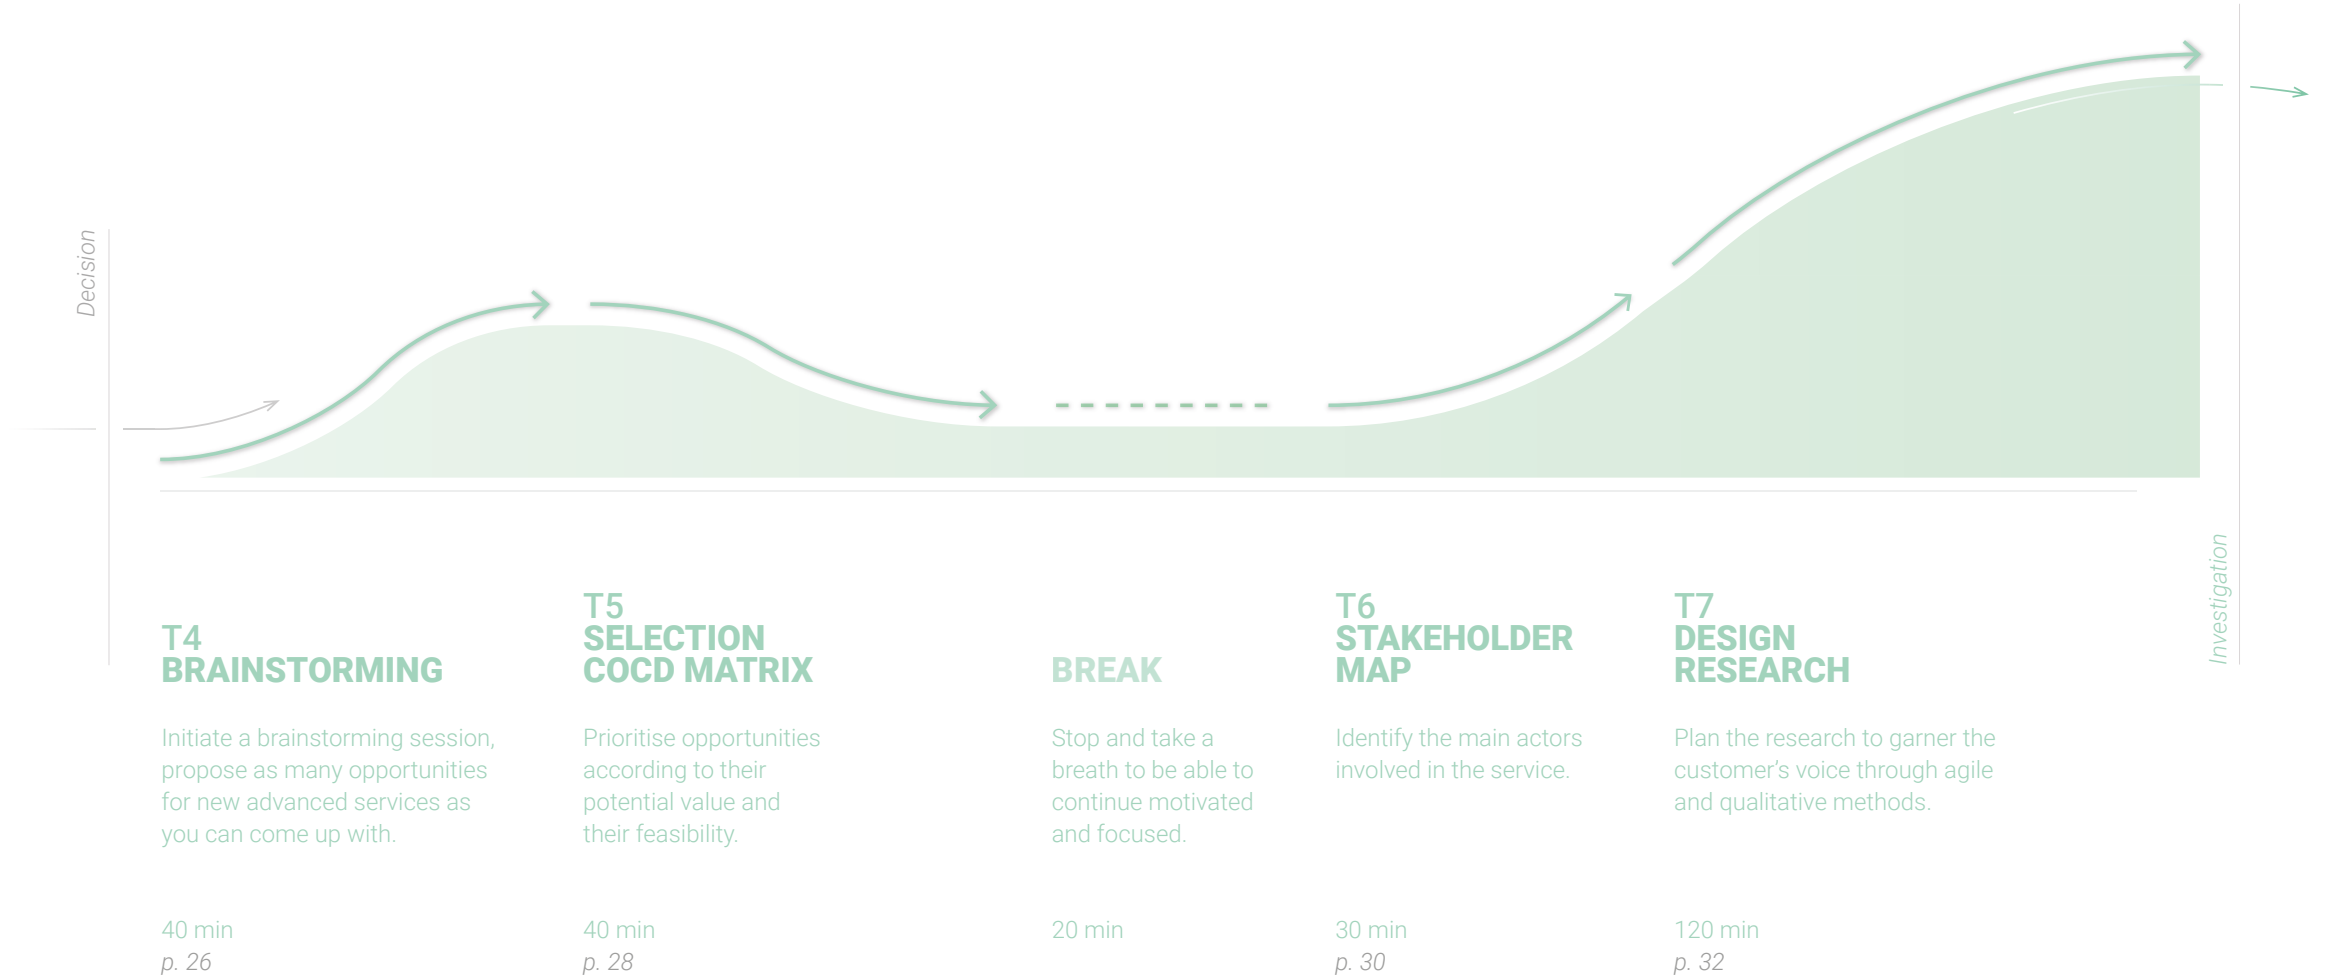 Decision
T4
BRAINSTORMING
Initiate a brainstorming session,
propose as many opportunities
for new advanced services as
you can come up with.
40 min
p. 26
T5
SELECTION
COCD MATRIX
Prioritise opportunities
according to their
potential value and
their feasibility.
40 min
p. 28
BREAK
Stop and take a
breath to be able to
continue motivated
and focused.
20 min
T6
STAKEHOLDER
MAP
Identify the main actors
involved in the service.
30 min
p. 30
T7
DESIGN
RESEARCH
Plan the research to garner the
customer’s voice through agile
and qualitative methods.
120 min
p. 32
Investigation